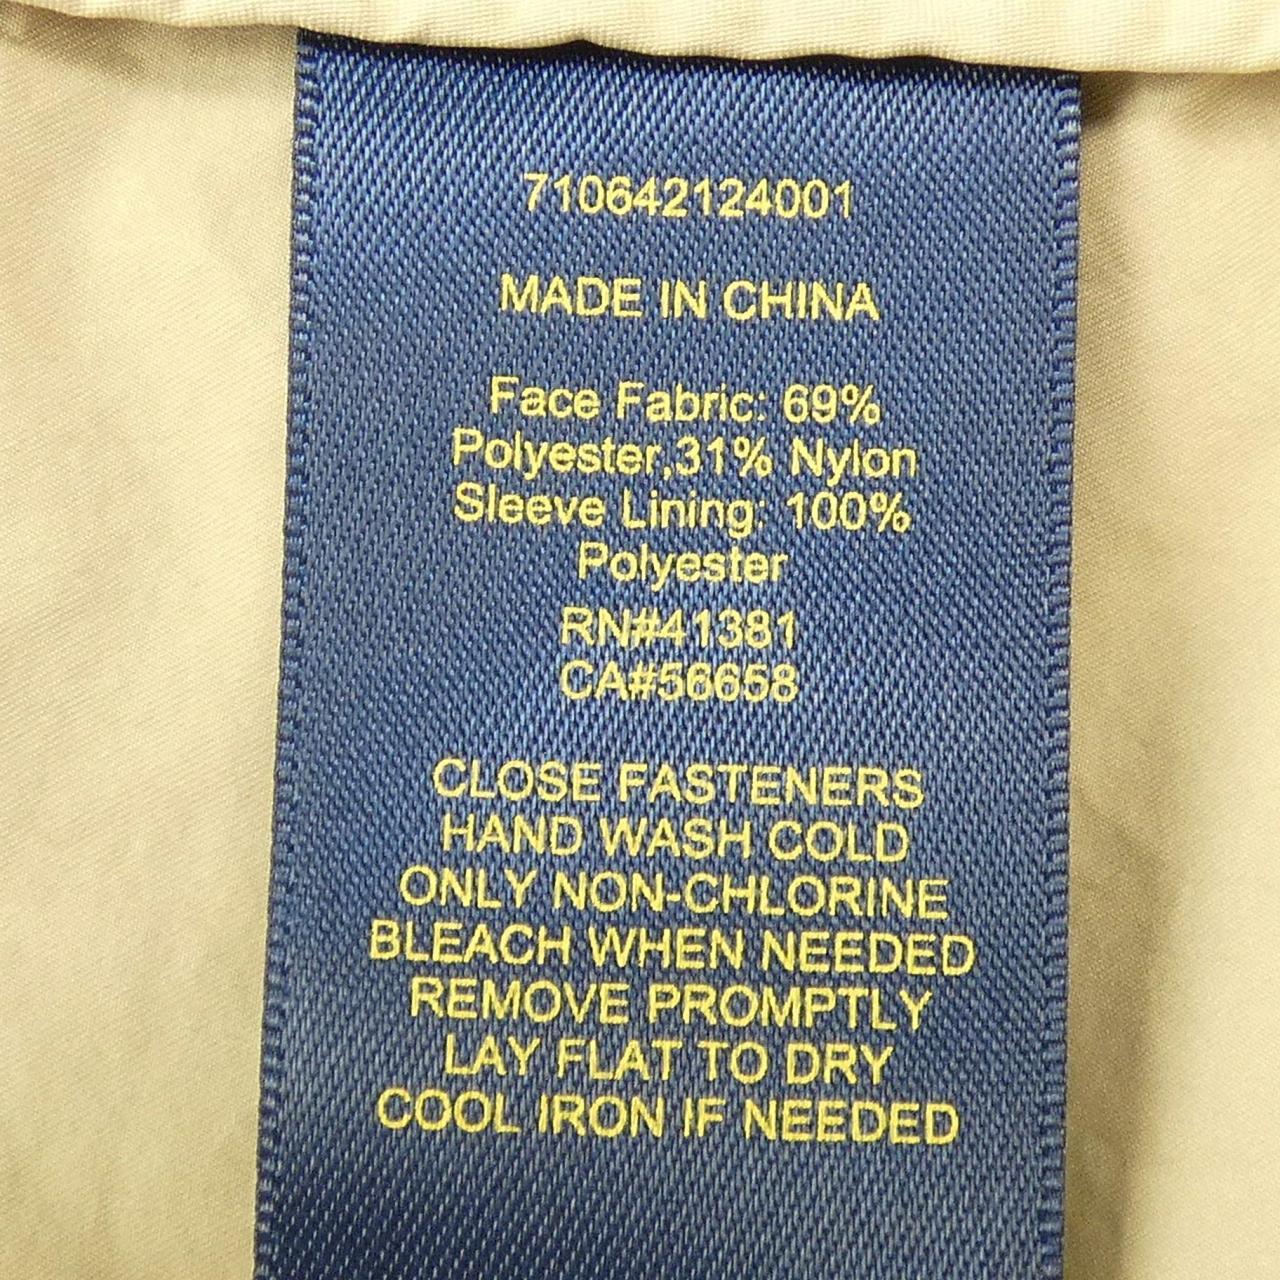 710642124001
MADE IN CHINA
Face Fabric: 69%
Polyester,31% Nylon
Sleeve Lining: 100%
Polyester
RN#41381
CA#56658
CLOSE FASTENERS
HAND WASH COLD
ONLY NON-CHLORINE
BLEACH WHEN NEEDED
REMOVE PROMPTLY
LAY FLAT TO DRY
COOL IRON IF NEEDED